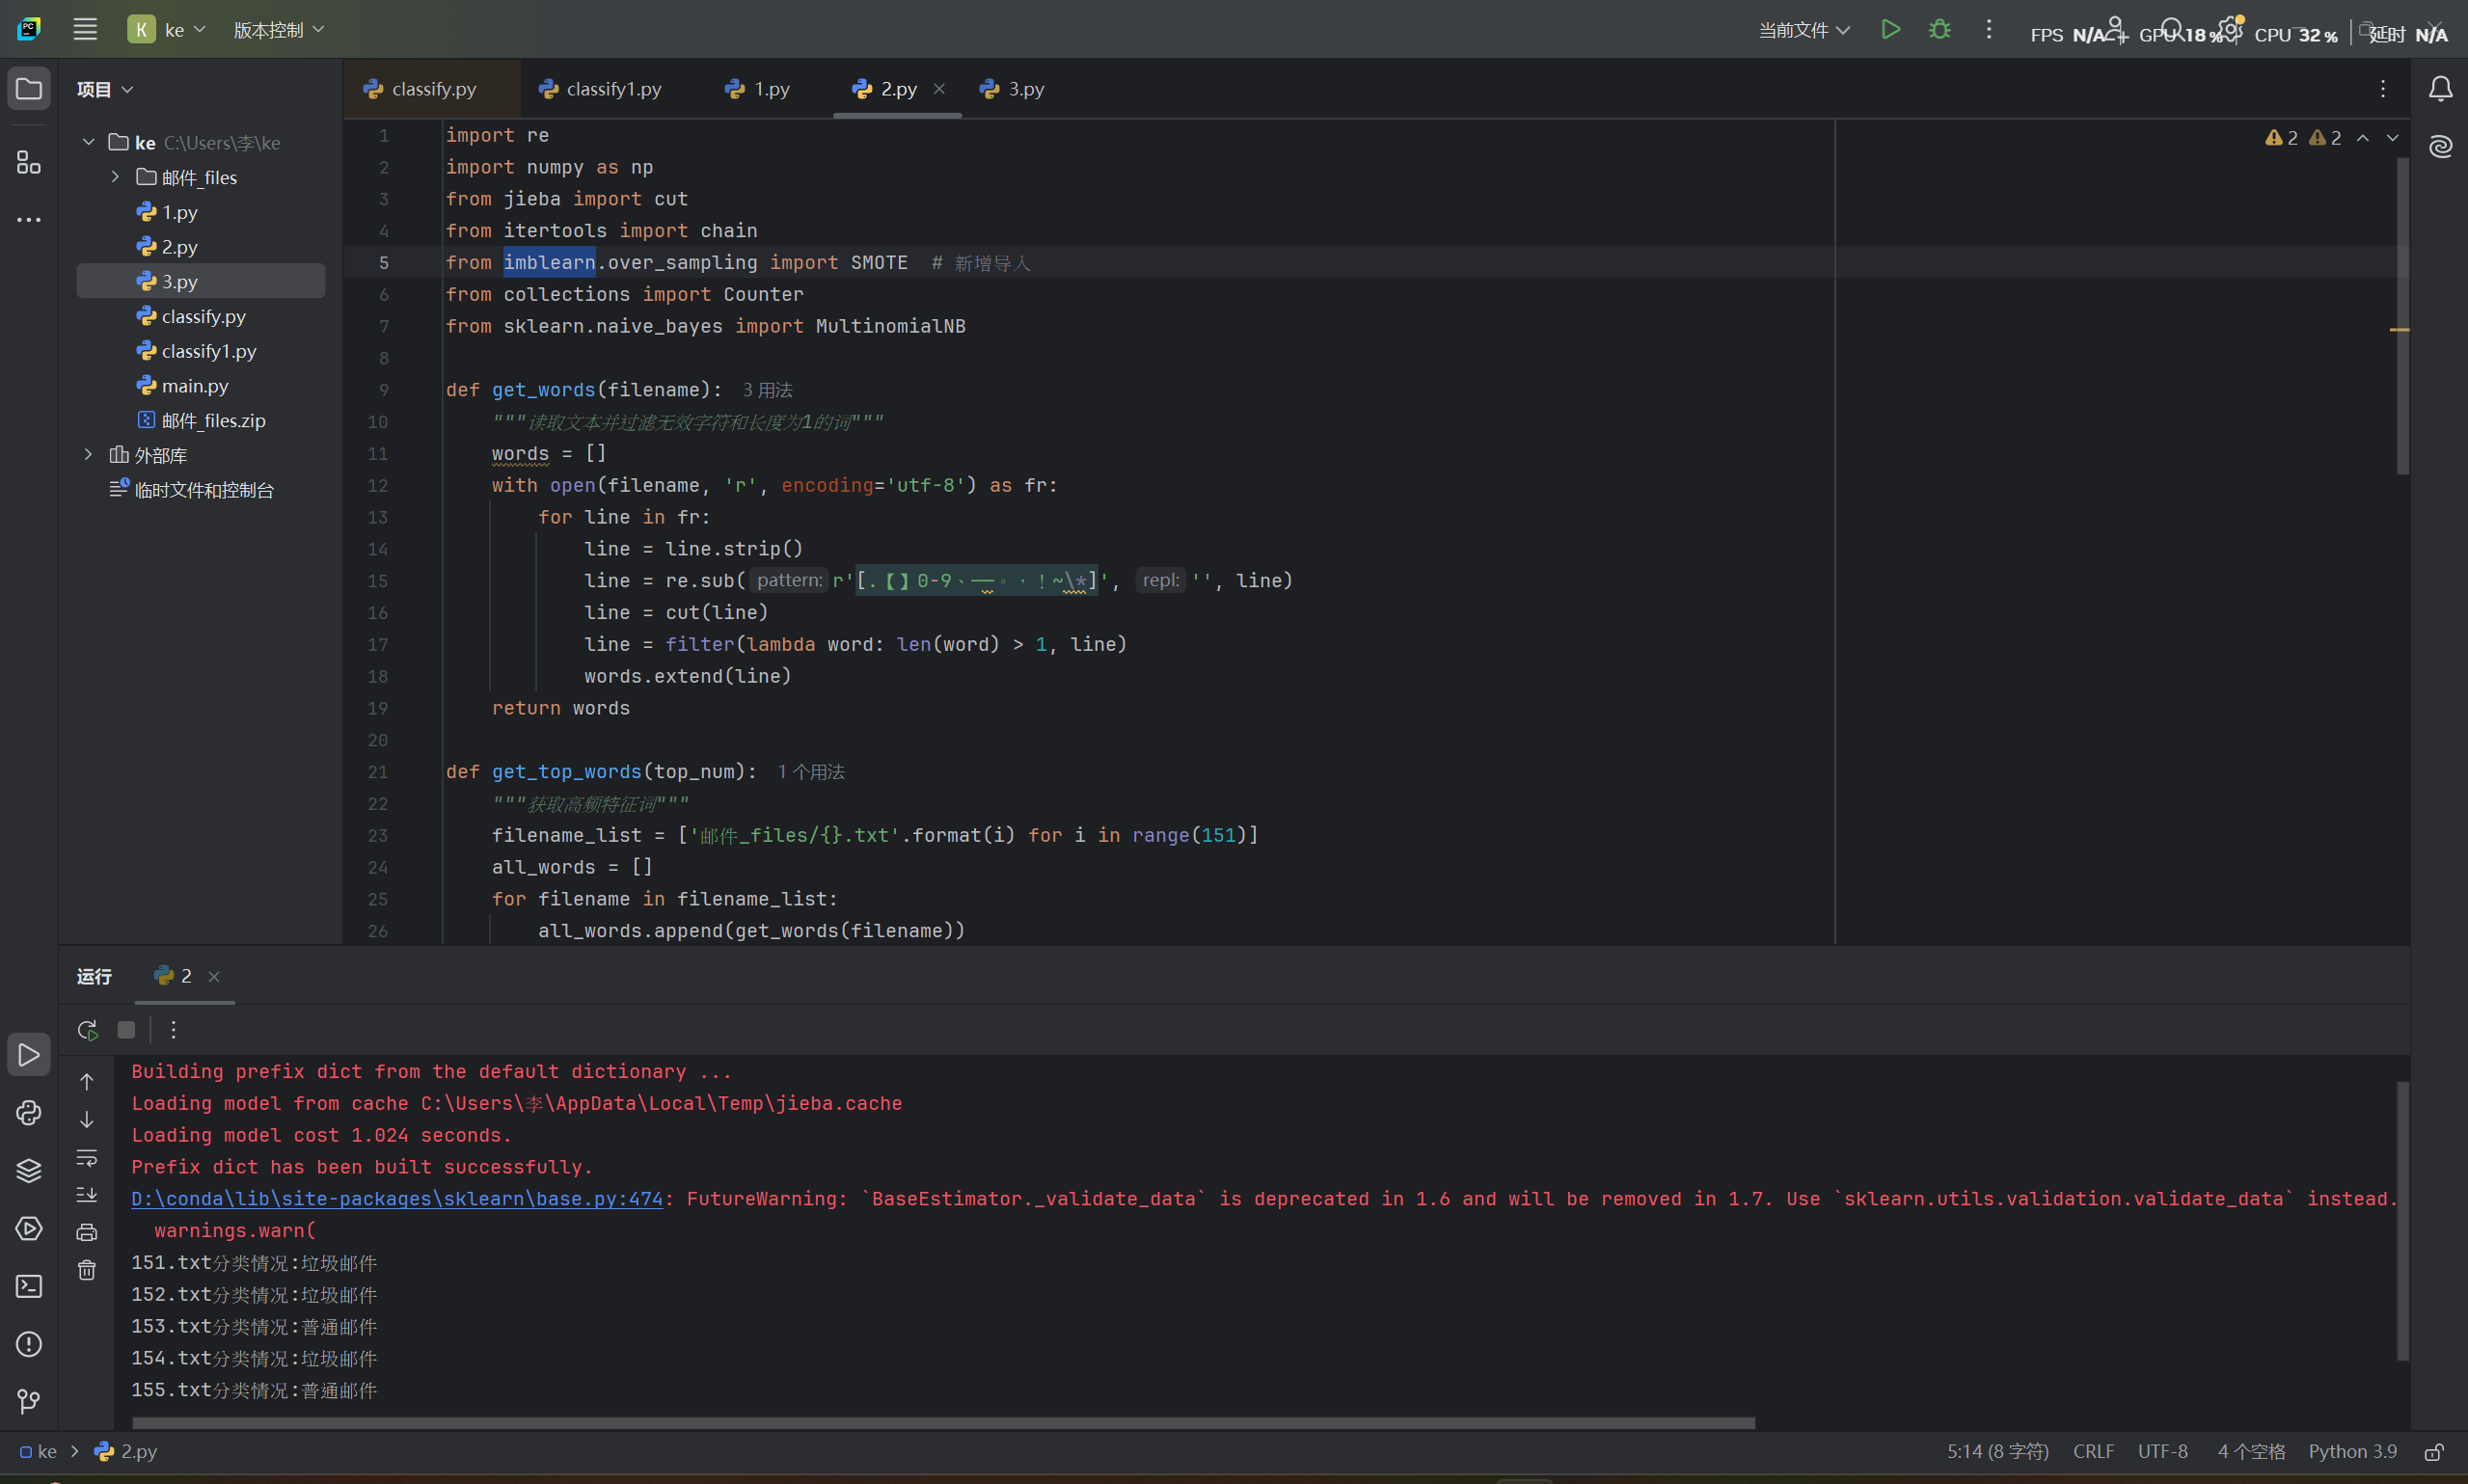 K ke 版本控制 当前文件 FPS N/A GPU 18 % CPU 32 % 延时 N/A
项目
classify.py classify1.py 1.py 2.py 3.py
ke C:\Users\李\ke
邮件_files
1.py
2.py
3.py
classify.py
classify1.py
main.py
邮件_files.zip
外部库
临时文件和控制台
2 2
1 import re
2 import numpy as np
3 from jieba import cut
4 from itertools import chain
5 from imblearn.over_sampling import SMOTE # 新增导入
6 from collections import Counter
7 from sklearn.naive_bayes import MultinomialNB
8
9 def get_words(filename): 3 用法
10 """读取文本并过滤无效字符和长度为1的词"""
11 words = []
12 with open(filename, 'r', encoding='utf-8') as fr:
13 for line in fr:
14 line = line.strip()
15 line = re.sub( pattern: r'[.【】0-9、——。，！~\*]', repl: '', line)
16 line = cut(line)
17 line = filter(lambda word: len(word) > 1, line)
18 words.extend(line)
19 return words
20
21 def get_top_words(top_num): 1 个用法
22 """获取高频特征词"""
23 filename_list = ['邮件_files/{}.txt'.format(i) for i in range(151)]
24 all_words = []
25 for filename in filename_list:
26 all_words.append(get_words(filename))
运行 2
Building prefix dict from the default dictionary ...
Loading model from cache C:\Users\李\AppData\Local\Temp\jieba.cache
Loading model cost 1.024 seconds.
Prefix dict has been built successfully.
D:\conda\lib\site-packages\sklearn\base.py:474: FutureWarning: `BaseEstimator._validate_data` is deprecated in 1.6 and will be removed in 1.7. Use `sklearn.utils.validation.validate_data` instead.
warnings.warn(
151.txt分类情况:垃圾邮件
152.txt分类情况:垃圾邮件
153.txt分类情况:普通邮件
154.txt分类情况:垃圾邮件
155.txt分类情况:普通邮件
ke 2.py 5:14 (8 字符) CRLF UTF-8 4 个空格 Python 3.9